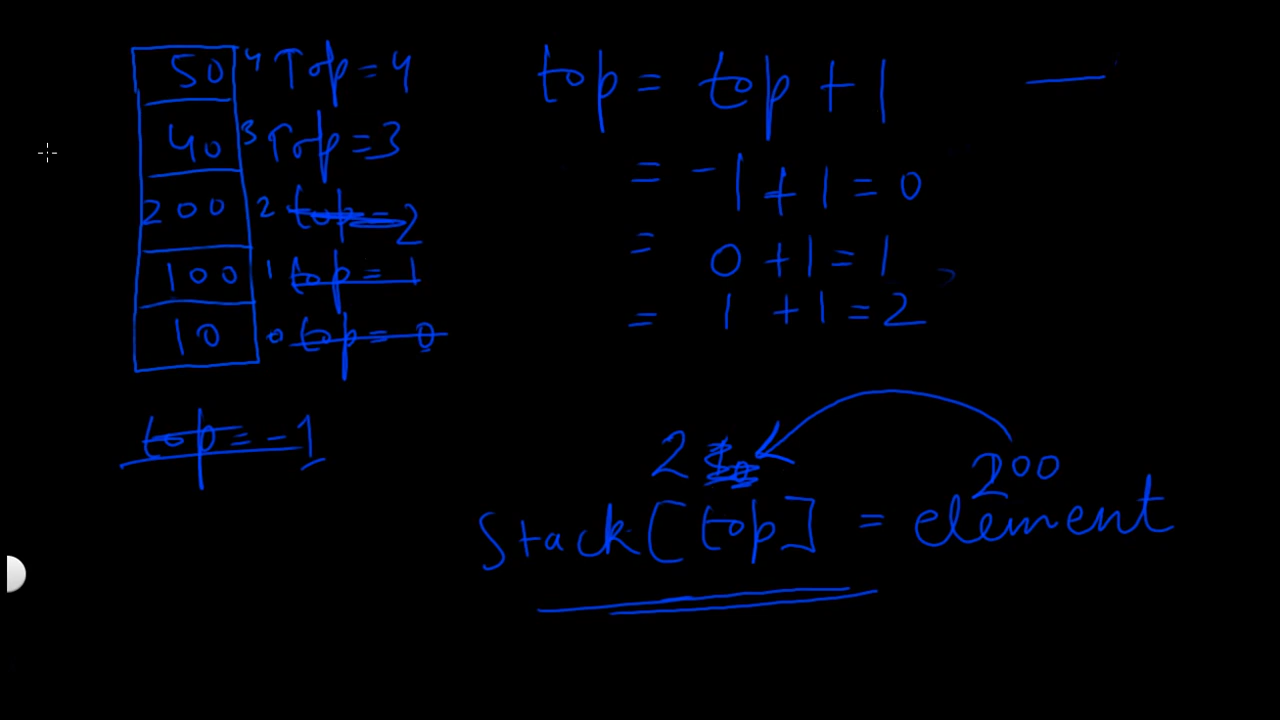 50 4 Top = 4
40 3 Top = 3
200 2 top = 2
100 1 top = 1
10 0 top = 0
top = -1
top = top + 1
= -1 + 1 = 0
= 0 + 1 = 1
= 1 + 1 = 2
2
200
Stack[top] = element